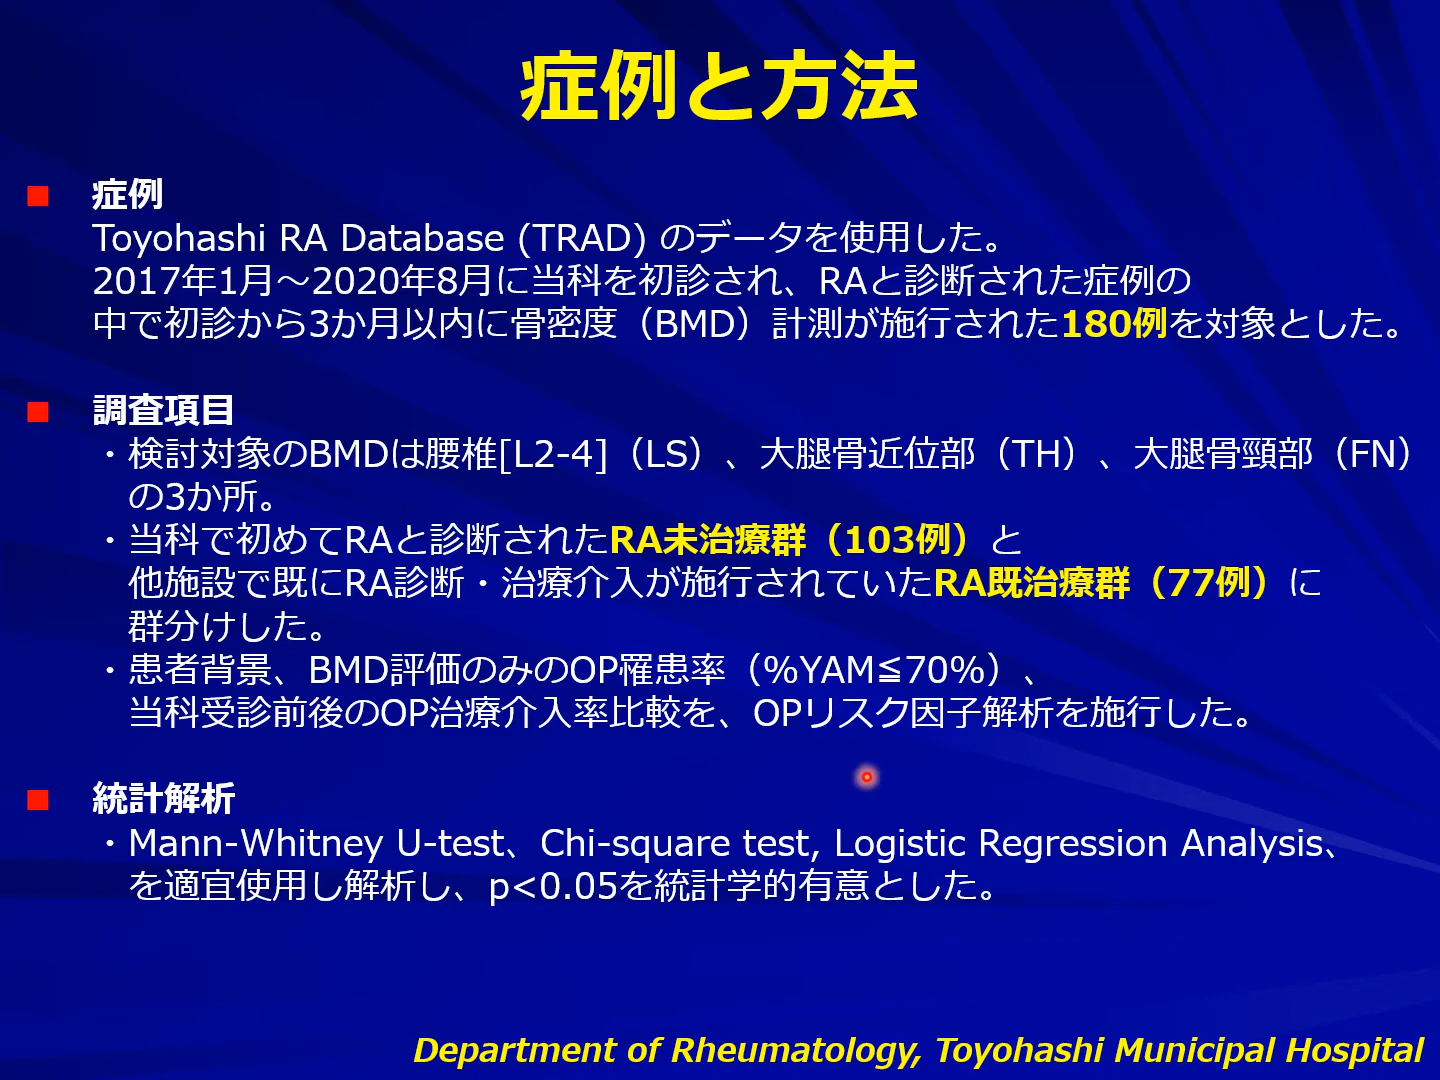 症例と方法
■ 症例
Toyohashi RA Database (TRAD) のデータを使用した。
2017年1月～2020年8月に当科を初診され、RAと診断された症例の
中で初診から3か月以内に骨密度（BMD）計測が施行された180例を対象とした。
■ 調査項目
・検討対象のBMDは腰椎[L2-4]（LS）、大腿骨近位部（TH）、大腿骨頸部（FN）
の3か所。
・当科で初めてRAと診断されたRA未治療群（103例）と
他施設で既にRA診断・治療介入が施行されていたRA既治療群（77例）に
群分けした。
・患者背景、BMD評価のみのOP罹患率（%YAM≦70%）、
当科受診前後のOP治療介入率比較を、OPリスク因子解析を施行した。
■ 統計解析
・Mann-Whitney U-test、Chi-square test, Logistic Regression Analysis、
を適宜使用し解析し、p<0.05を統計学的有意とした。
Department of Rheumatology, Toyohashi Municipal Hospital